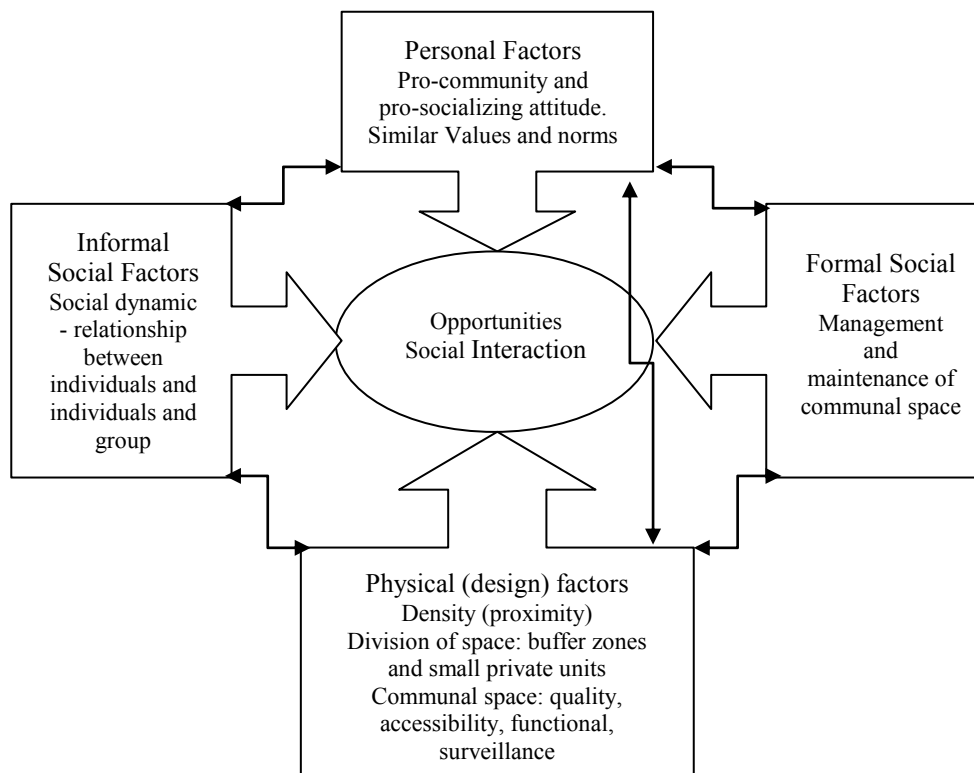 Personal Factors
Pro-community and
pro-socializing attitude.
Similar Values and norms
Informal
Social Factors
Social dynamic
- relationship
between
individuals and
individuals and
group
Opportunities
Social Interaction
Formal Social
Factors
Management
and
maintenance of
communal space
Physical (design) factors
Density (proximity)
Division of space: buffer zones
and small private units
Communal space: quality,
accessibility, functional,
surveillance